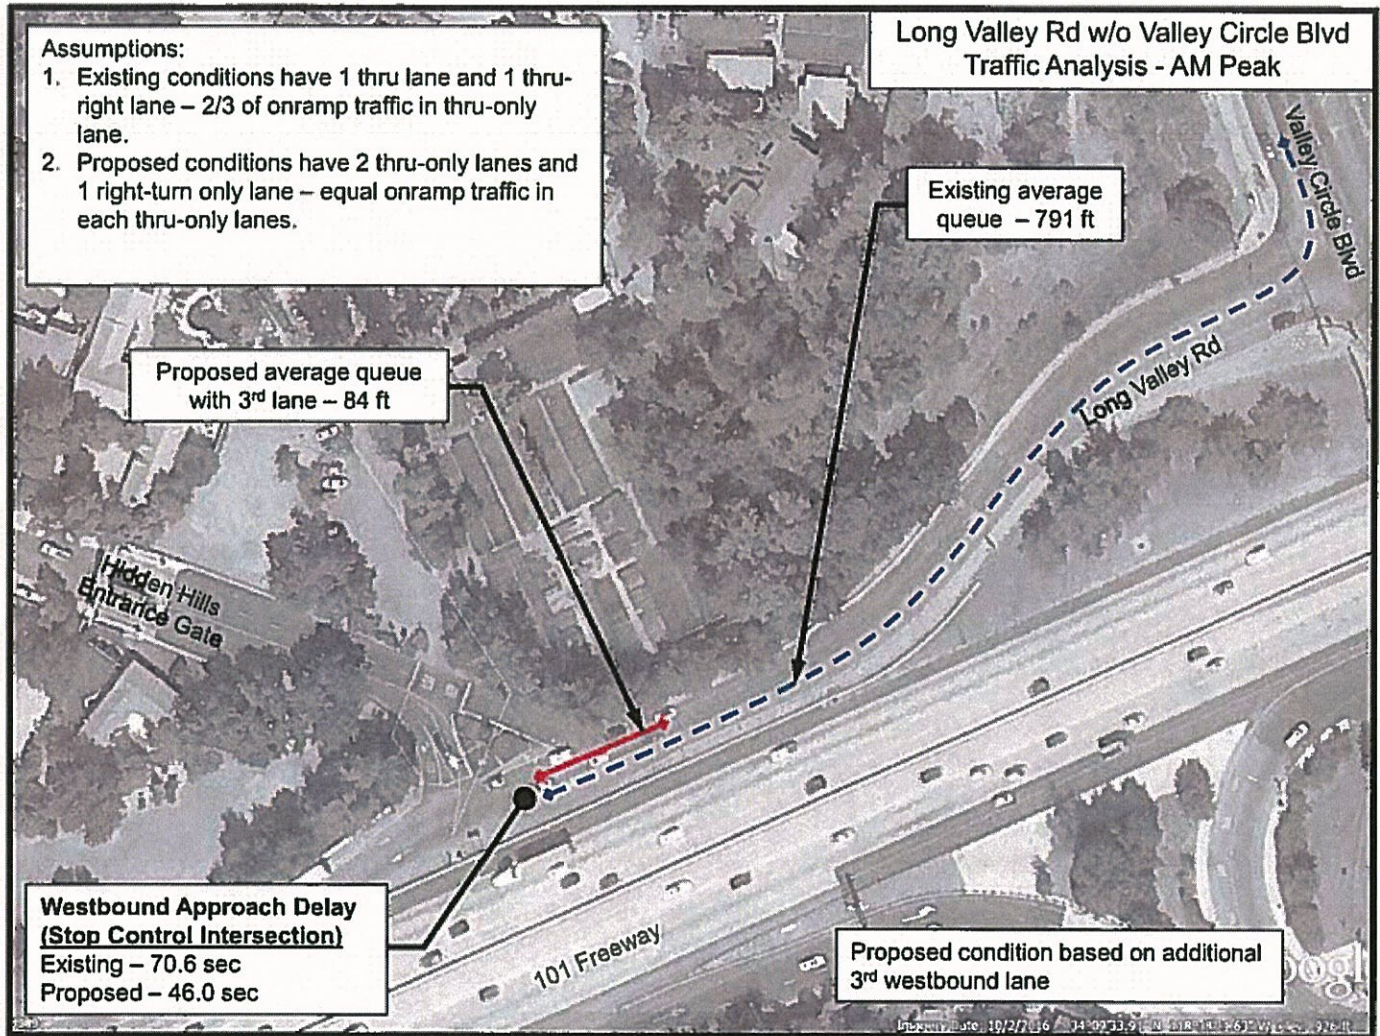 Long Valley Rd w/o Valley Circle Blvd
Traffic Analysis - AM Peak
Assumptions:
1. Existing conditions have 1 thru lane and 1 thru-
right lane – 2/3 of onramp traffic in thru-only
lane.
2. Proposed conditions have 2 thru-only lanes and
1 right-turn only lane – equal onramp traffic in
each thru-only lanes.
Valley Circle Blvd
Existing average
queue – 791 ft
Long Valley Rd
Proposed average queue
with 3rd lane – 84 ft
Hidden Hills
Entrance Gate
Westbound Approach Delay
(Stop Control Intersection)
Existing – 70.6 sec
Proposed – 46.0 sec
101 Freeway
Proposed condition based on additional
3rd westbound lane
Imagery Date: 10/2/2016